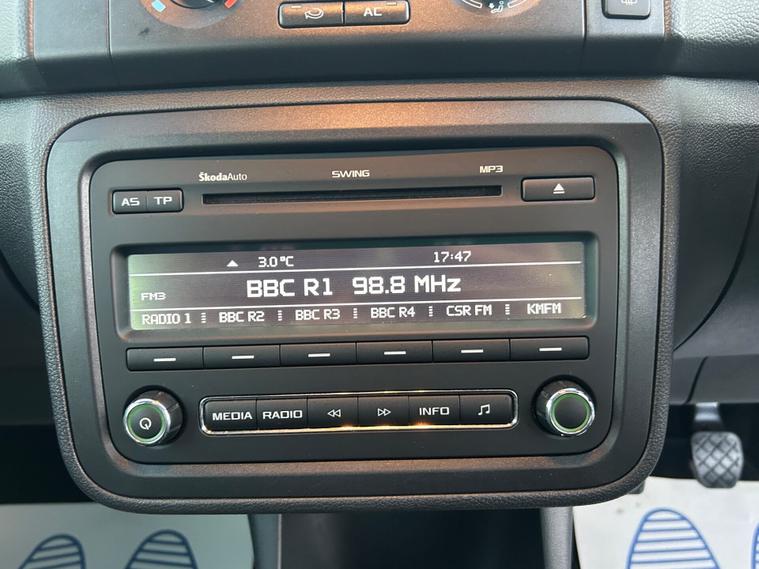 AC
ŠkodaAuto SWING MP3
AS TP
3.0 °C 17:47
BBC R1 98.8 MHz
FM3
RADIO 1 BBC R2 BBC R3 BBC R4 CSR FM KMFM
MEDIA RADIO INFO